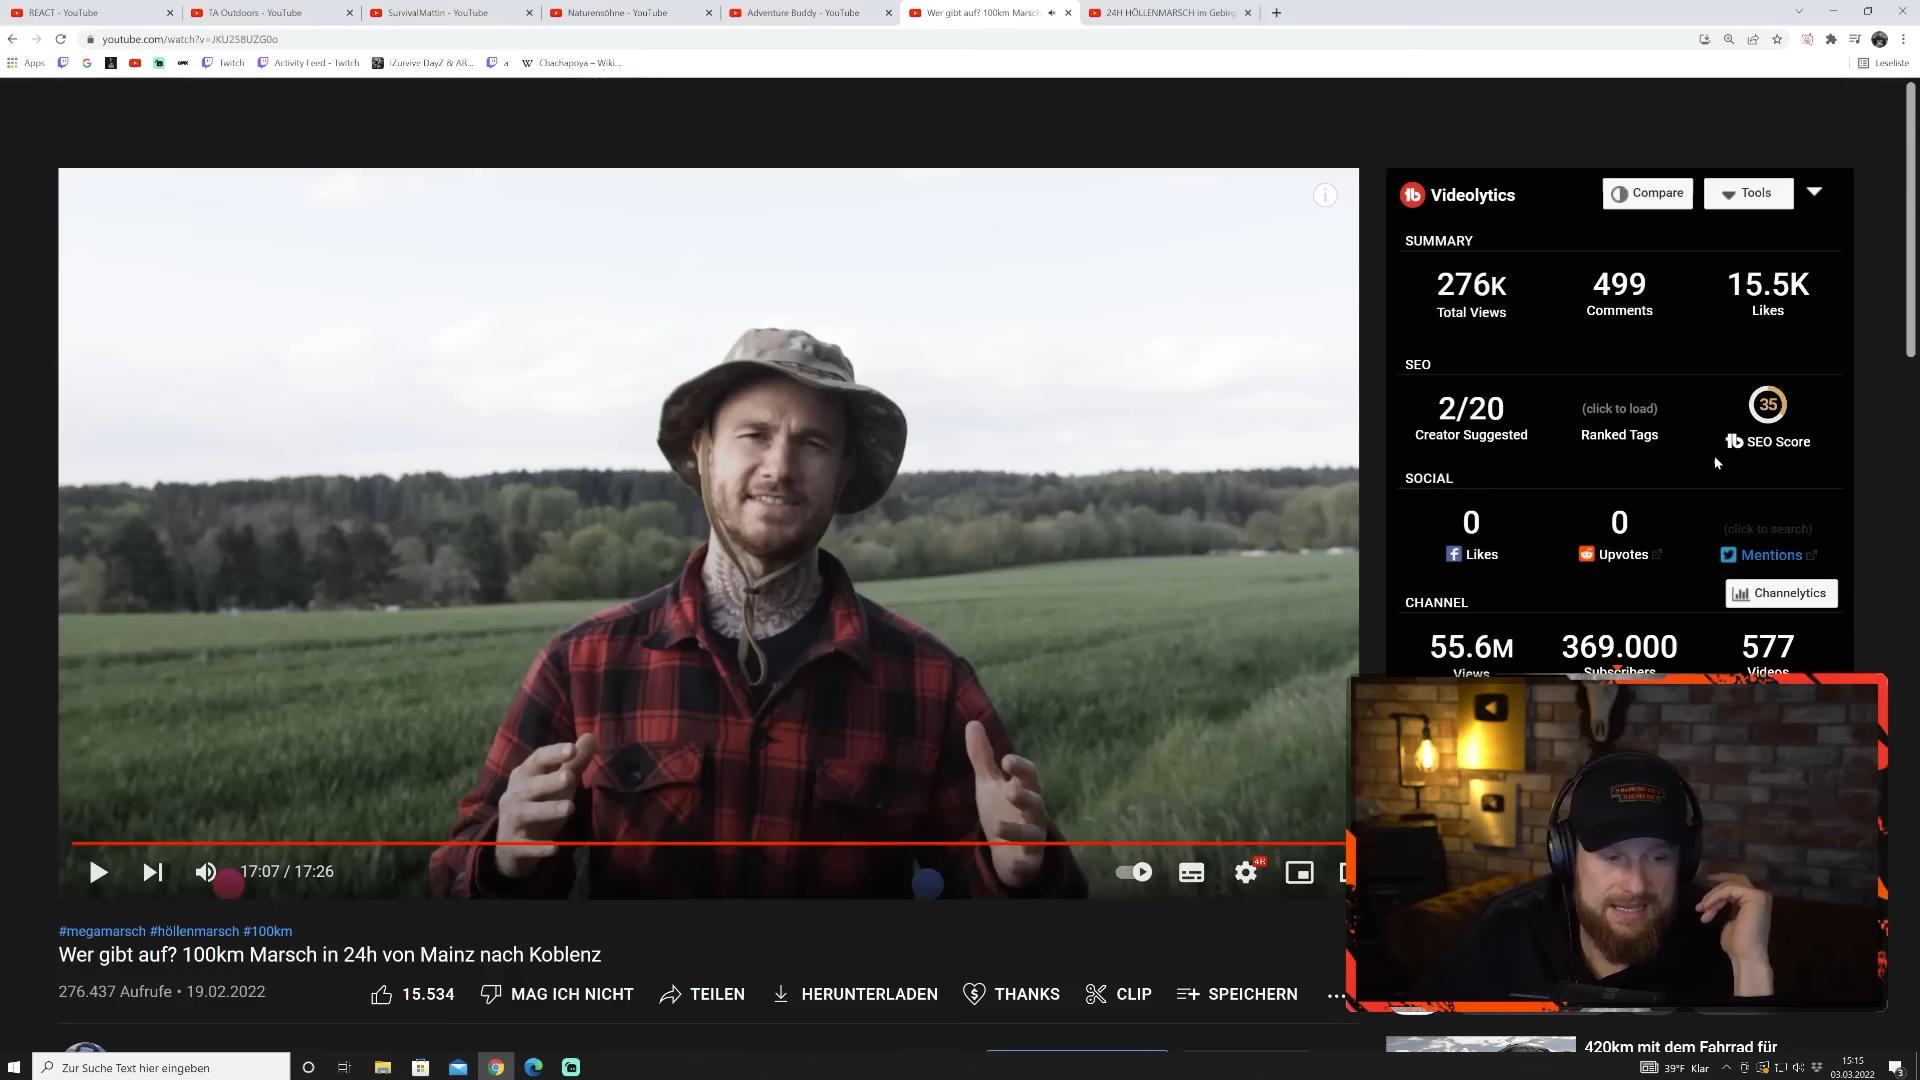 REACT - YouTube
TA Outdoors - YouTube
SurvivalMattin - YouTube
Naturensöhne - YouTube
Adventure Buddy - YouTube
Wer gibt auf? 100km Marsch
24H HÖLLENMARSCH im Gebirg
youtube.com/watch?v=JKU258UZG0o
Apps
Twitch
Activity Feed - Twitch
iZurvive DayZ & AR...
a
Chachapoya – Wiki...
Leseliste
Videolytics
Compare
Tools
SUMMARY
276K 499 15.5K
Total Views Comments Likes
SEO
2/20 (click to load) 35
Creator Suggested Ranked Tags SEO Score
SOCIAL
0 0 (click to search)
Likes Upvotes Mentions
Channelytics
CHANNEL
55.6M 369.000 577
Views Subscribers Videos
17:07 / 17:26
4K
#megamarsch #höllenmarsch #100km
Wer gibt auf? 100km Marsch in 24h von Mainz nach Koblenz
276.437 Aufrufe • 19.02.2022
15.534 MAG ICH NICHT TEILEN HERUNTERLADEN THANKS CLIP SPEICHERN ...
420km mit dem Fahrrad für
Zur Suche Text hier eingeben
39°F Klar
15:15
03.03.2022
3